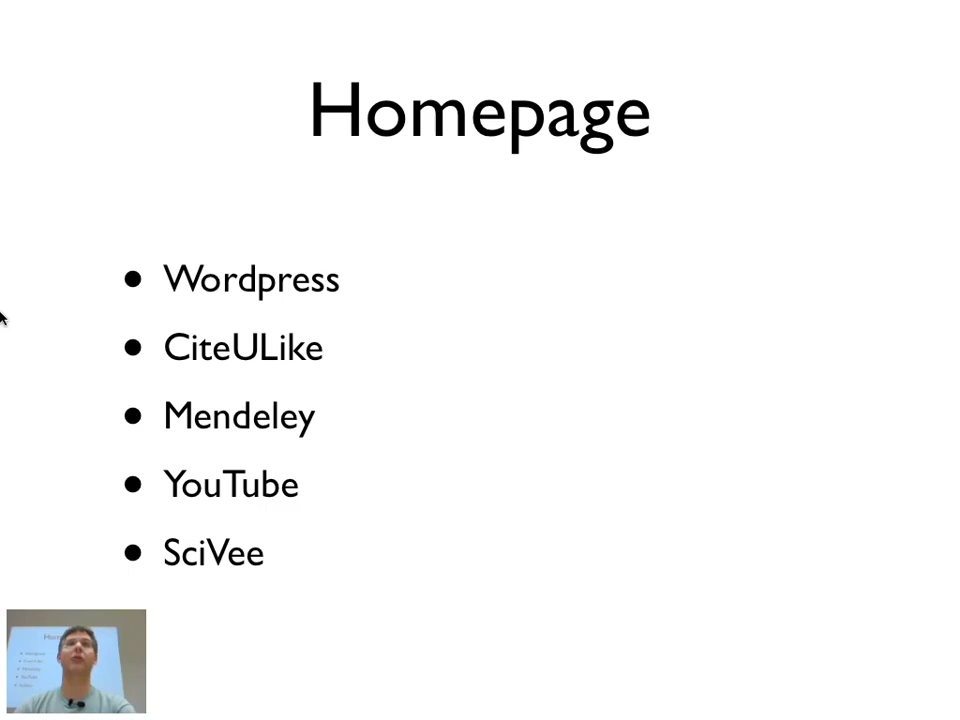 Homepage
• Wordpress
• CiteULike
• Mendeley
• YouTube
• SciVee